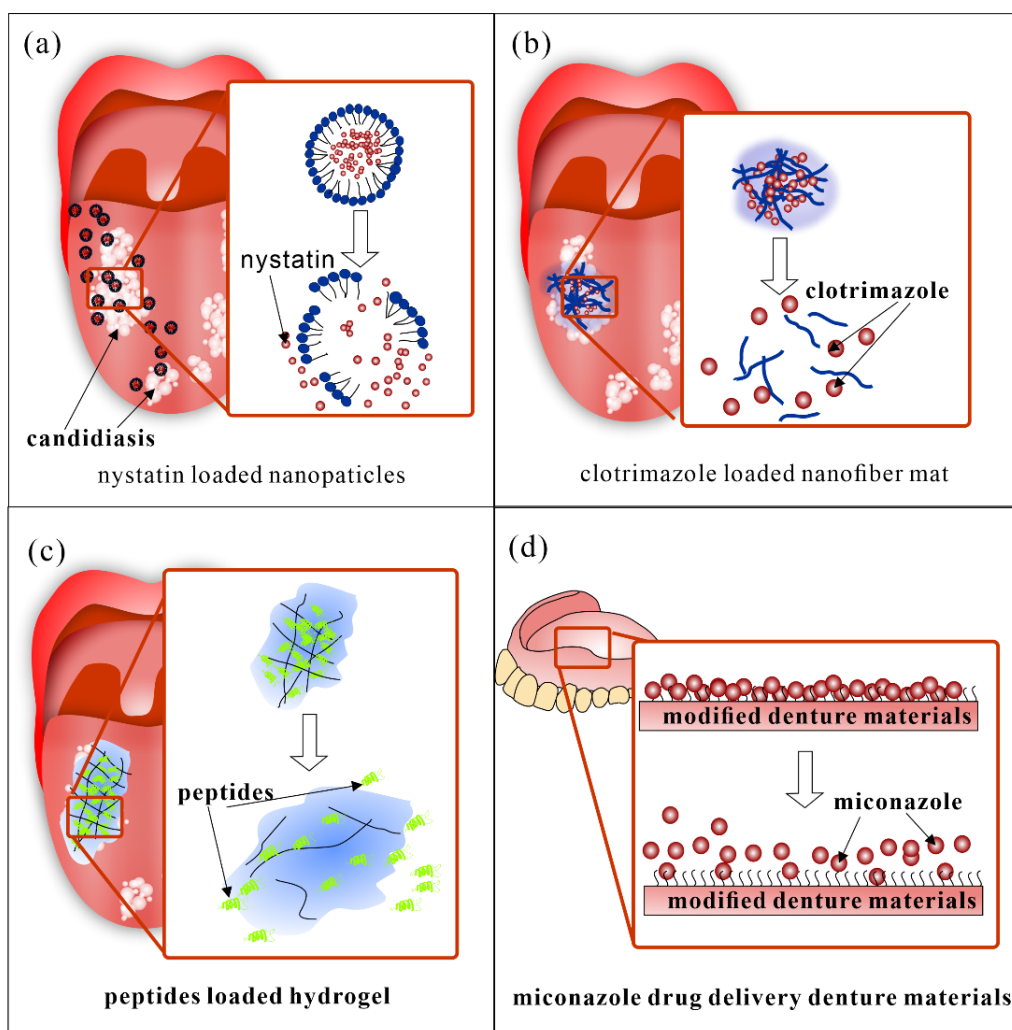 (a)
nystatin
candidiasis
nystatin loaded nanopaticles
(b)
clotrimazole
clotrimazole loaded nanofiber mat
(c)
peptides
peptides loaded hydrogel
(d)
modified denture materials
miconazole
modified denture materials
miconazole drug delivery denture materials